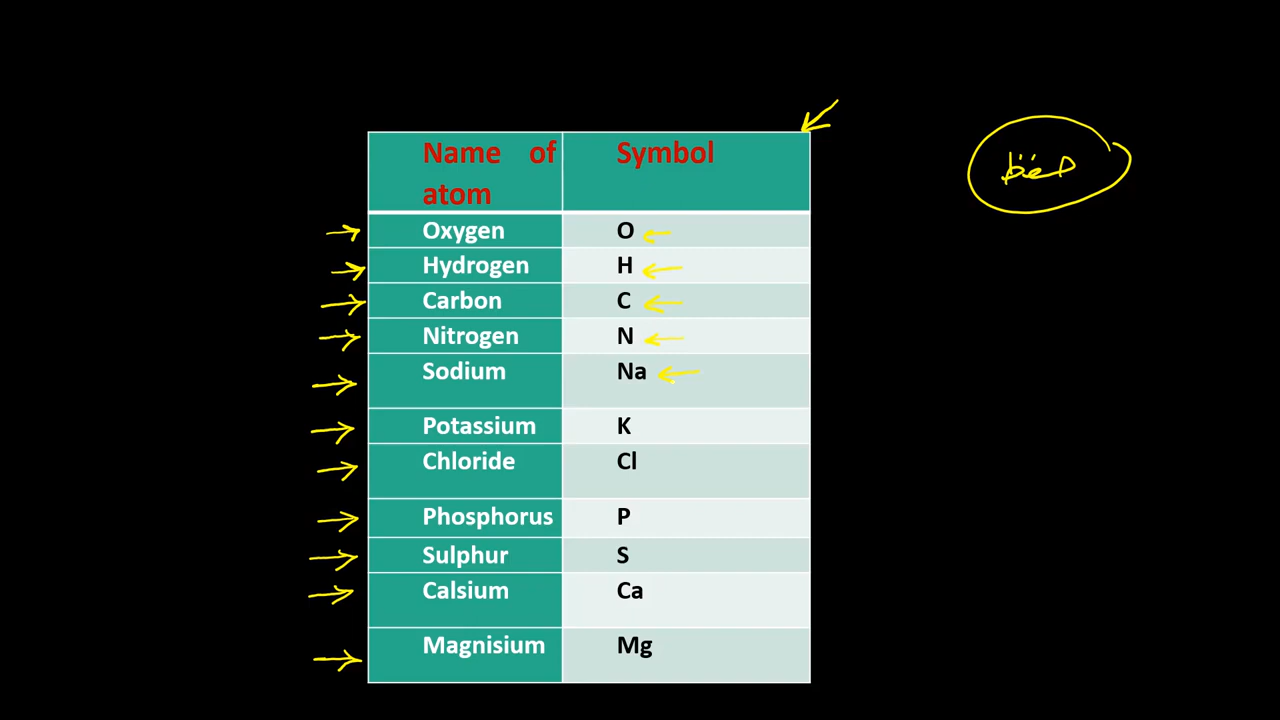 Name of atom Symbol
Oxygen O
Hydrogen H
Carbon C
Nitrogen N
Sodium Na
Potassium K
Chloride Cl
Phosphorus P
Sulphur S
Calsium Ca
Magnisium Mg